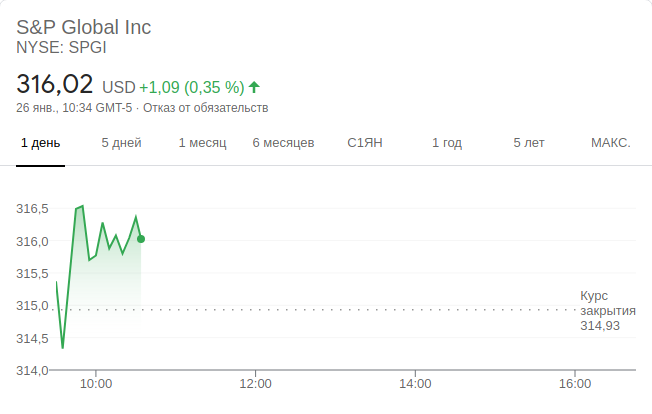 S&P Global Inc
NYSE: SPGI
316,02 USD +1,09 (0,35 %)
26 янв., 10:34 GMT-5 · Отказ от обязательств
1 день 5 дней 1 месяц 6 месяцев С1ЯН 1 год 5 лет МАКС.
316,5
316,0
315,5
315,0
314,5
314,0
Курс
закрытия
314,93
10:00 12:00 14:00 16:00